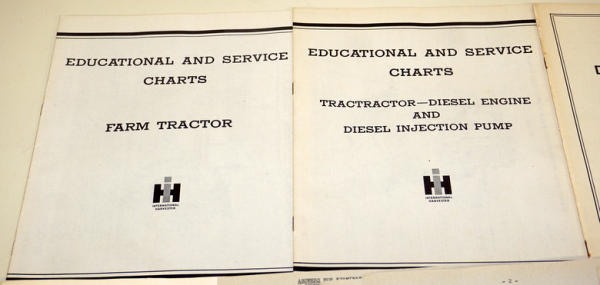 EDUCATIONAL AND SERVICE
CHARTS
FARM TRACTOR
INTERNATIONAL
HARVESTER
EDUCATIONAL AND SERVICE
CHARTS
TRACTRACTOR—DIESEL ENGINE
AND
DIESEL INJECTION PUMP
INTERNATIONAL
HARVESTER
- 2 -